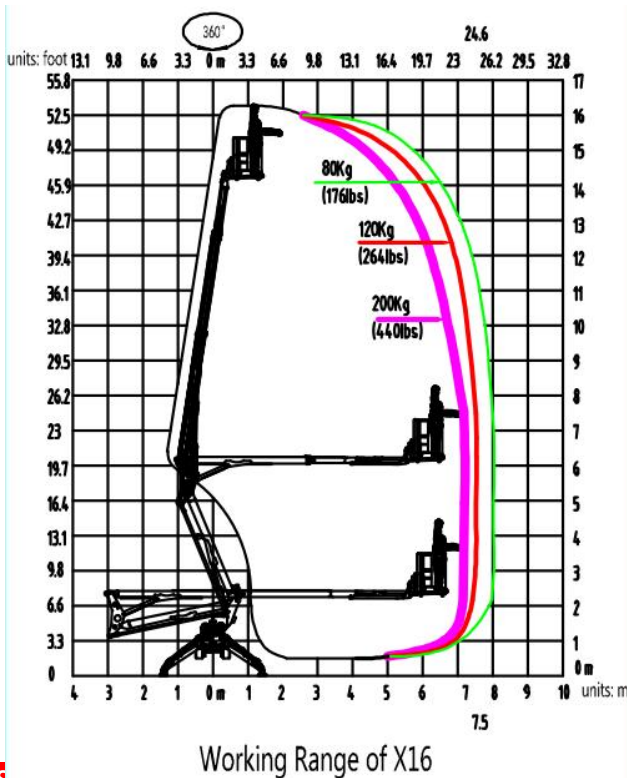 360°
24.6
units: foot 13.1 9.8 6.6 3.3 0 m 3.3 6.6 9.8 13.1 16.4 19.7 23 26.2 29.5 32.8
55.8 17
52.5 16
49.2 15
80Kg
45.9 14
(176lbs)
42.7 13
120Kg
39.4 12
(264lbs)
36.1 11
200Kg
32.8 10
(440lbs)
29.5 9
26.2 8
23 7
19.7 6
16.4 5
13.1 4
9.8 3
6.6 2
3.3 1
0 0 m
4 3 2 1 0 m 1 2 3 4 5 6 7 8 9 10 units: m
7.5
Working Range of X16